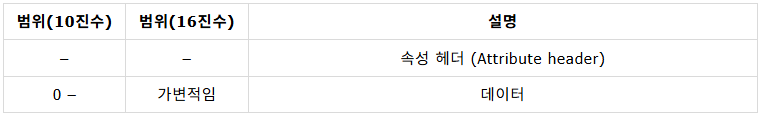 범위(10진수) 범위(16진수) 설명
– – 속성 헤더 (Attribute header)
0 – 가변적임 데이터